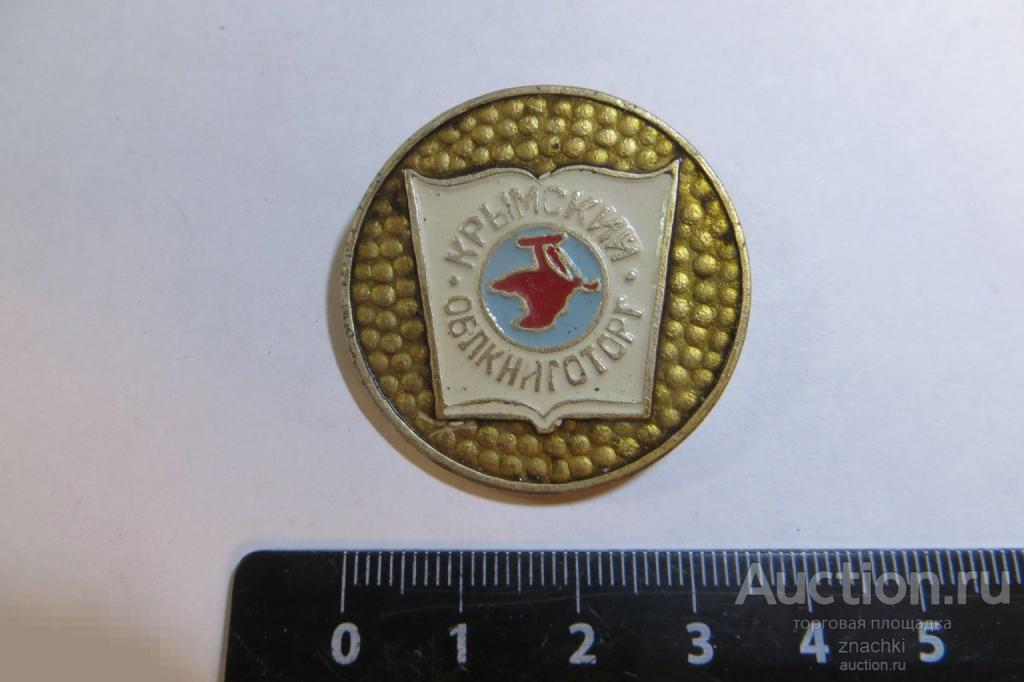 · КРЫМСКИЙ ·
ОБЛКНИГОТОРГ
0 1 2 3 4 5
Auction.ru
торговая площадка
znachki
auction.ru